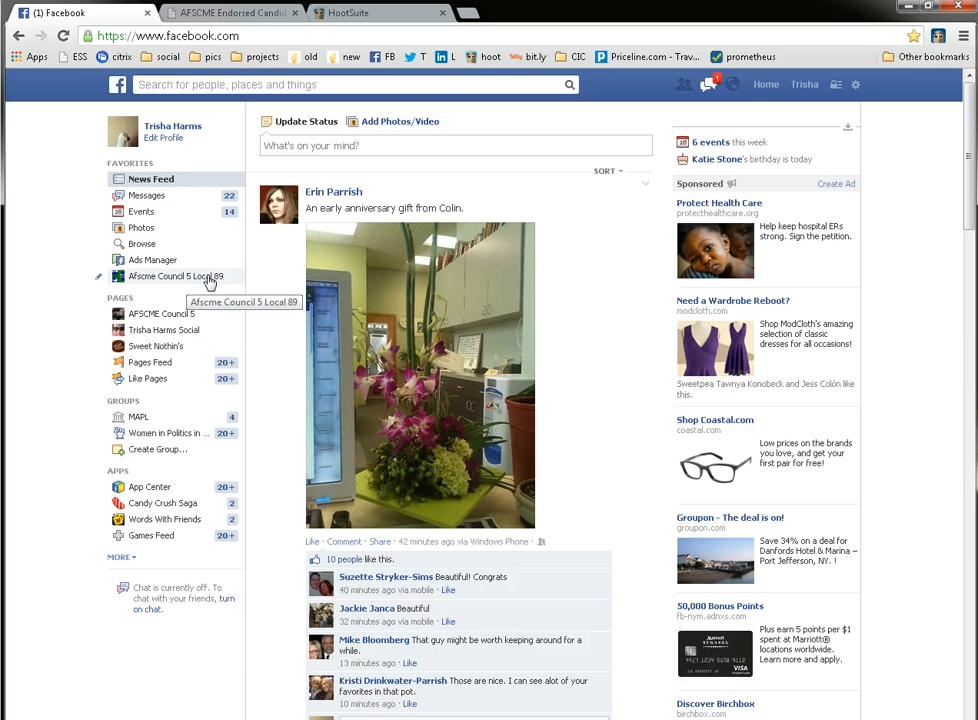 (1) Facebook
AFSCME Endorsed Candid
HootSuite
https://www.facebook.com
Apps
ESS
citrix
social
pics
projects
old
new
FB
T
L
hoot
bitly bit.ly
CIC
Priceline.com - Trav...
prometheus
Other bookmarks
Search for people, places and things
1
Home
Trisha
Trisha Harms
Edit Profile
FAVORITES
News Feed
Messages 22
Events 14
Photos
Browse
Ads Manager
Afscme Council 5 Local 89
Afscme Council 5 Local 89
PAGES
AFSCME Council 5
Trisha Harms Social
Sweet Nothin's
Pages Feed 20+
Like Pages 20+
GROUPS
MAPL 4
Women in Politics in ... 20+
Create Group...
APPS
App Center 20+
Candy Crush Saga 2
Words With Friends 2
Games Feed 20+
MORE
Chat is currently off. To
chat with your friends, turn
on chat.
Update Status
Add Photos/Video
What's on your mind?
SORT
Erin Parrish
An early anniversary gift from Colin.
Like · Comment · Share · 42 minutes ago via Windows Phone ·
10 people like this.
Suzette Stryker-Sims Beautiful! Congrats
40 minutes ago via mobile · Like
Jackie Janca Beautiful
32 minutes ago via mobile · Like
Mike Bloomberg That guy might be worth keeping around for a
while.
13 minutes ago · Like
Kristi Drinkwater-Parrish Those are nice. I can see alot of your
favorites in that pot.
10 minutes ago · Like
6 events this week
Katie Stone's birthday is today
Sponsored
Create Ad
Protect Health Care
protecthealthcare.org
Help keep hospital ERs
strong. Sign the petition.
Need a Wardrobe Reboot?
modcloth.com
Shop ModCloth's amazing
selection of classic
dresses for all occasions!
Sweetpea Tawnya Konobeck and Jess Colón like
this.
Shop Coastal.com
coastal.com
Low prices on the brands
you love, and get your
first pair for free!
Groupon - The deal is on!
groupon.com
Save 34% on a deal for
Danfords Hotel & Marina –
Port Jefferson, NY. !
50,000 Bonus Points
fb-nym.adnxs.com
Plus earn 5 points per $1
spent at Marriott®
locations worldwide.
Learn more and apply.
Marriott
REWARDS
VISA
Discover Birchbox
birchbox.com